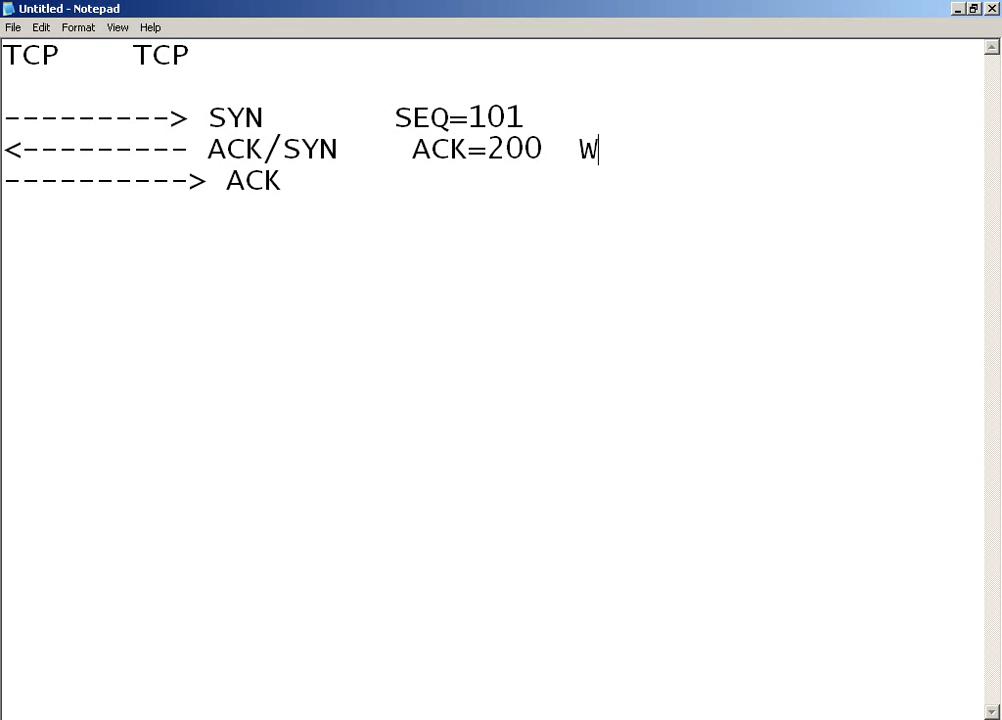 Untitled - Notepad
File Edit Format View Help
TCP TCP
---------> SYN SEQ=101
<--------- ACK/SYN ACK=200 W
----------> ACK